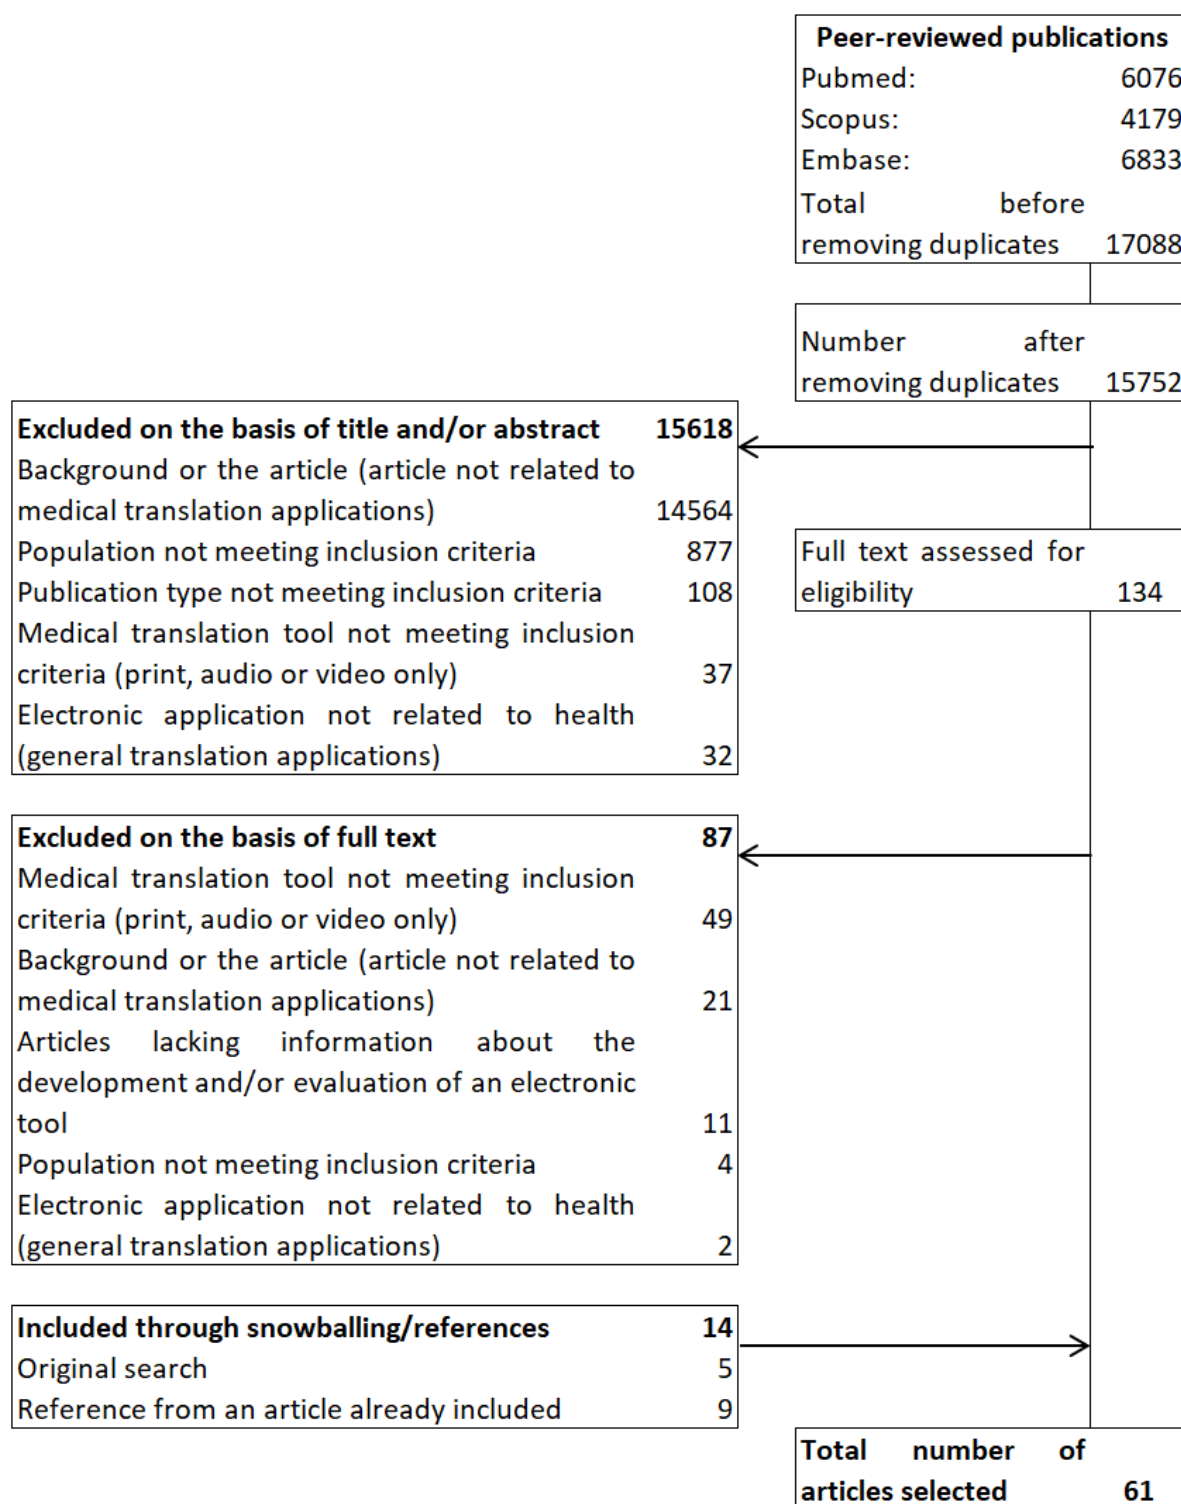 Peer-reviewed publications
Pubmed: 6076
Scopus: 4179
Embase: 6833
Total before
removing duplicates 17088
Number after
removing duplicates 15752
Excluded on the basis of title and/or abstract 15618
Background or the article (article not related to
medical translation applications) 14564
Population not meeting inclusion criteria 877
Publication type not meeting inclusion criteria 108
Medical translation tool not meeting inclusion
criteria (print, audio or video only) 37
Electronic application not related to health
(general translation applications) 32
Full text assessed for
eligibility 134
Excluded on the basis of full text 87
Medical translation tool not meeting inclusion
criteria (print, audio or video only) 49
Background or the article (article not related to
medical translation applications) 21
Articles lacking information about the
development and/or evaluation of an electronic
tool 11
Population not meeting inclusion criteria 4
Electronic application not related to health
(general translation applications) 2
Included through snowballing/references 14
Original search 5
Reference from an article already included 9
Total number of
articles selected 61